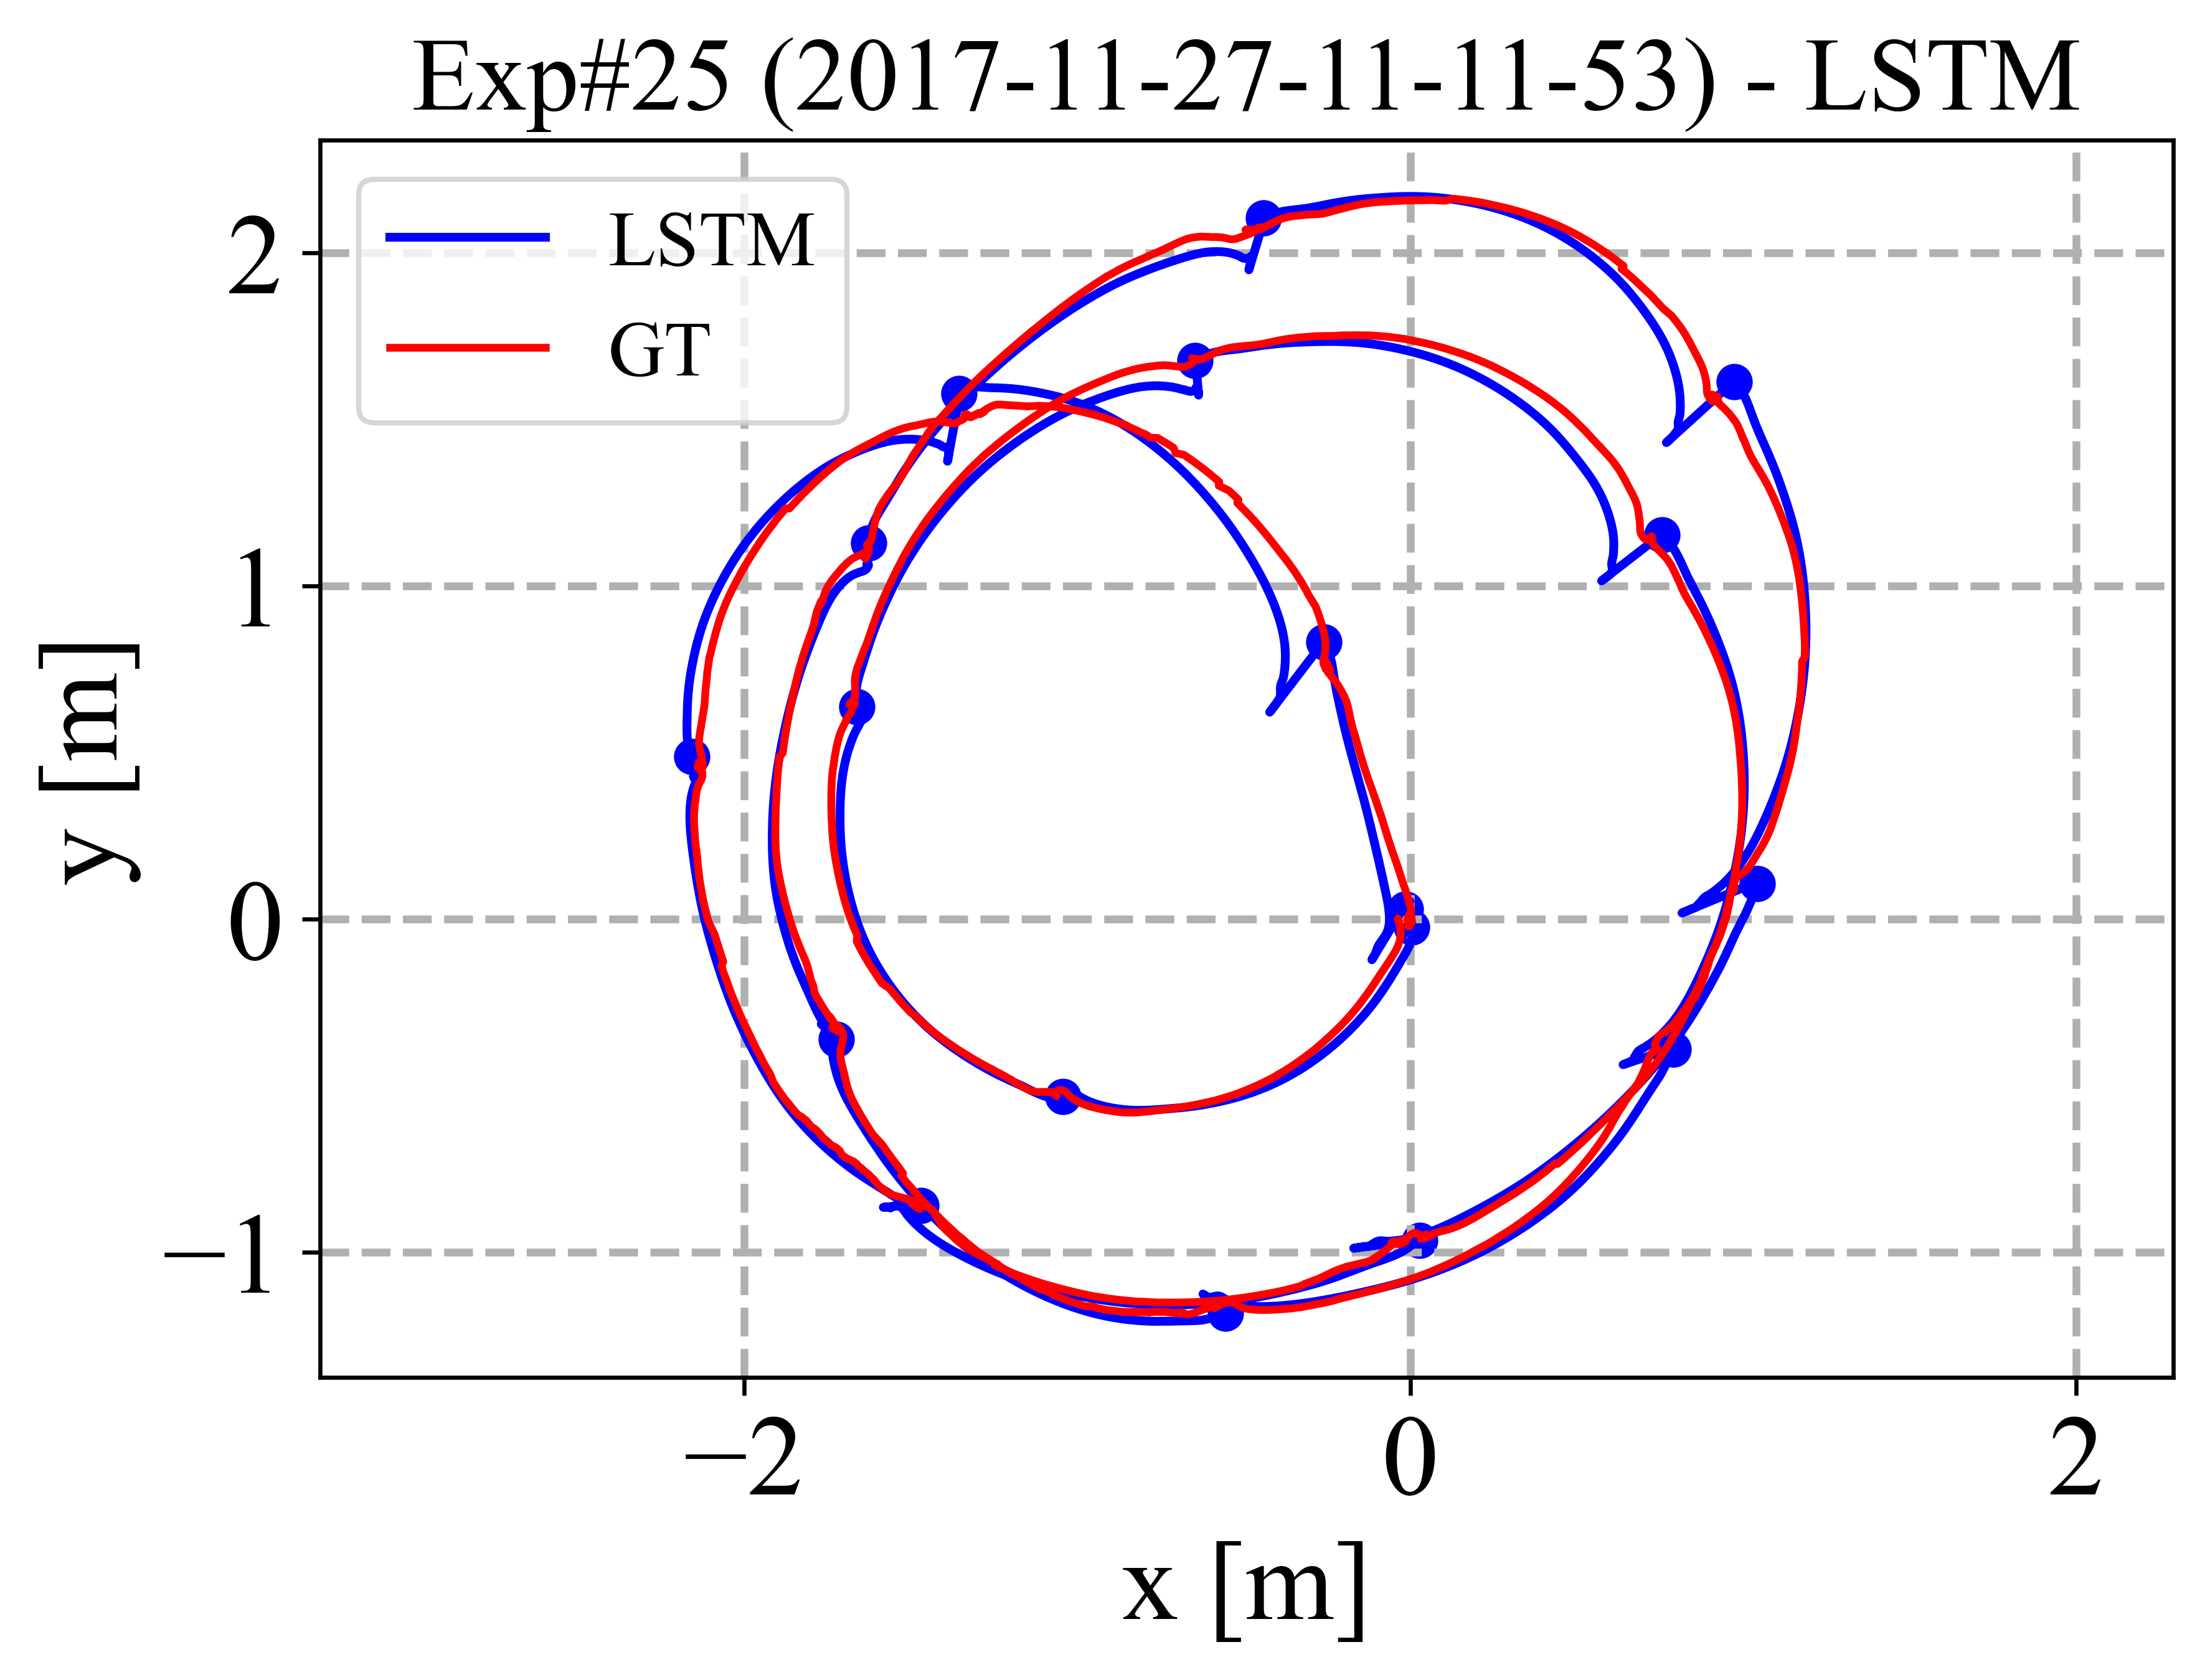 Exp#25 (2017-11-27-11-11-53) - LSTM
LSTM
GT
2
1
0
−1
y [m]
−2 0 2
x [m]